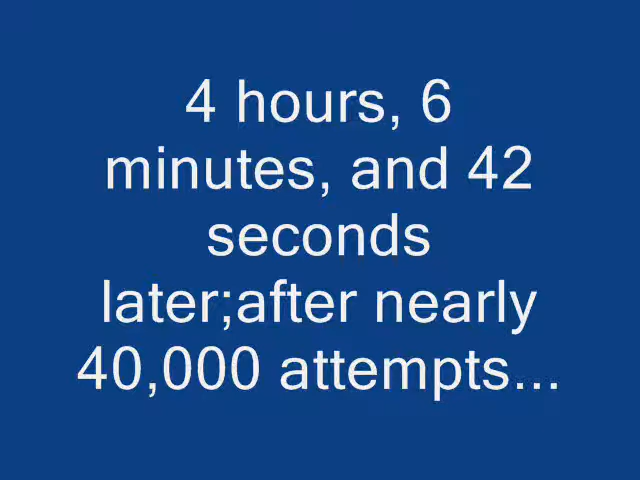 4 hours, 6
minutes, and 42
seconds
later;after nearly
40,000 attempts...